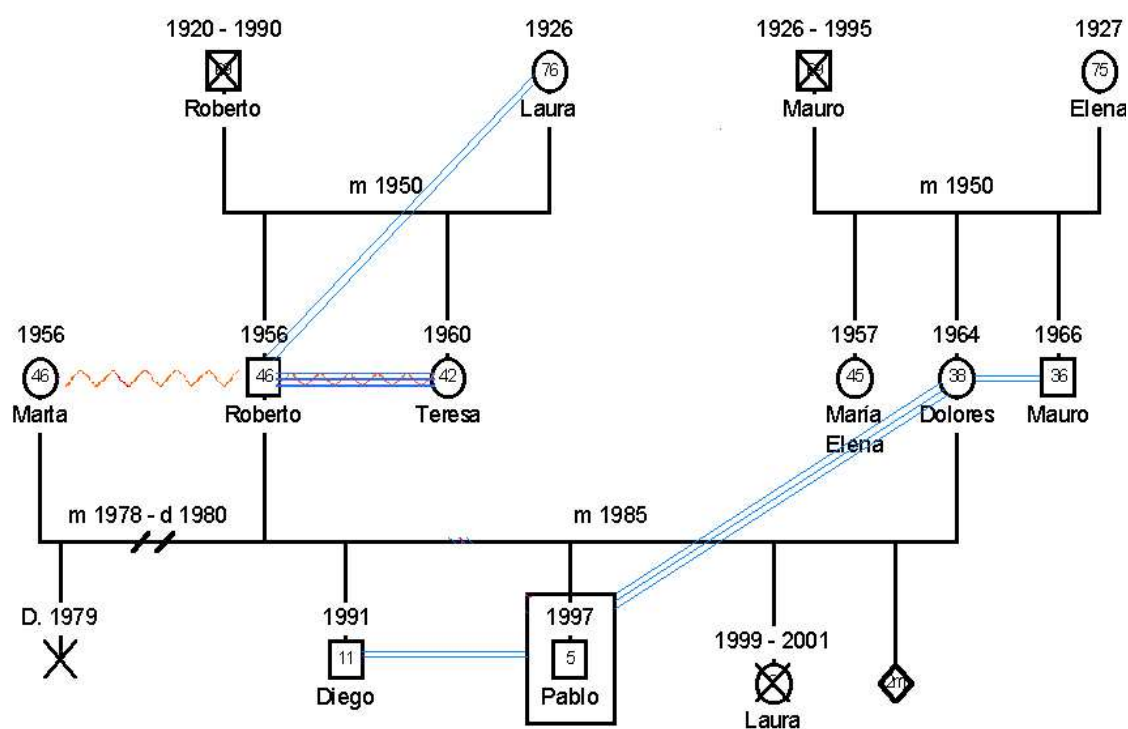 1920 - 1990
1926
1926 - 1995
1927
76
75
Roberto
Laura
Mauro
Elena
m 1950
m 1950
1956
1956
1960
1957
1964
1966
46
46
42
45
38
36
Marta
Roberto
Teresa
María
Elena
Dolores
Mauro
m 1978 - d 1980
m 1985
D. 1979
1991
1997
1999 - 2001
11
5
2m
Diego
Pablo
Laura